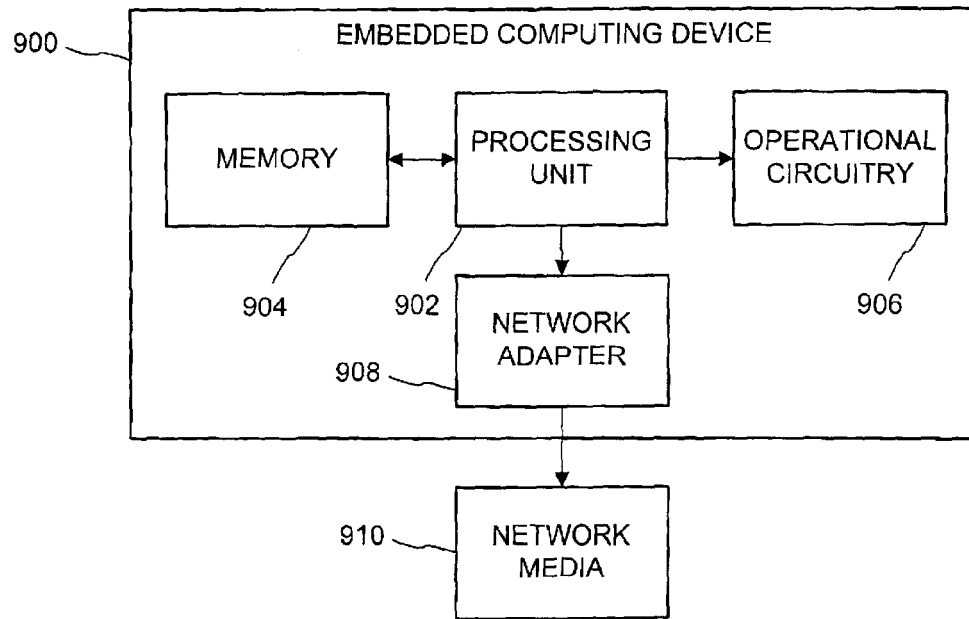 900
EMBEDDED COMPUTING DEVICE
MEMORY
PROCESSING
UNIT
OPERATIONAL
CIRCUITRY
904
902
906
NETWORK
ADAPTER
908
NETWORK
MEDIA
910